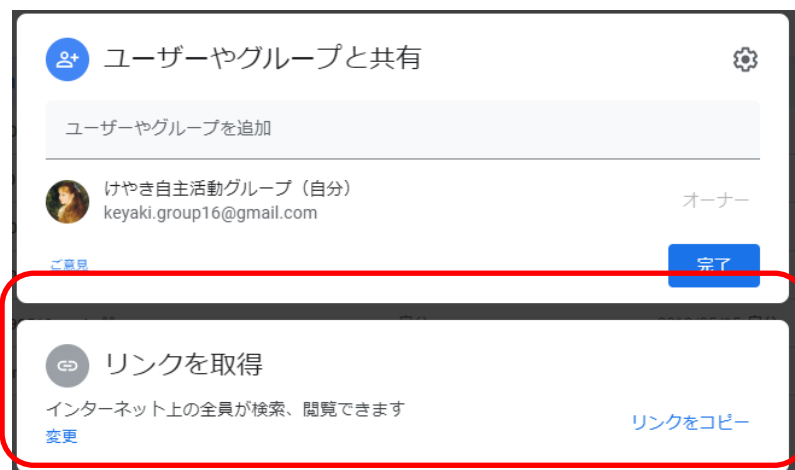 ユーザーやグループと共有
ユーザーやグループを追加
けやき自主活動グループ（自分）
オーナー
keyaki.group16@gmail.com
ご意見
完了
リンクを取得
インターネット上の全員が検索、閲覧できます
リンクをコピー
変更